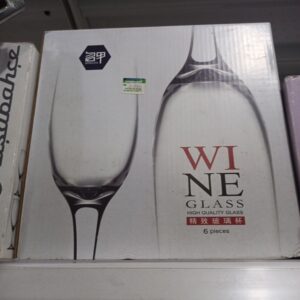 WI
NE
GLASS
HIGH QUALITY GLASS
精致玻璃杯
6 pieces